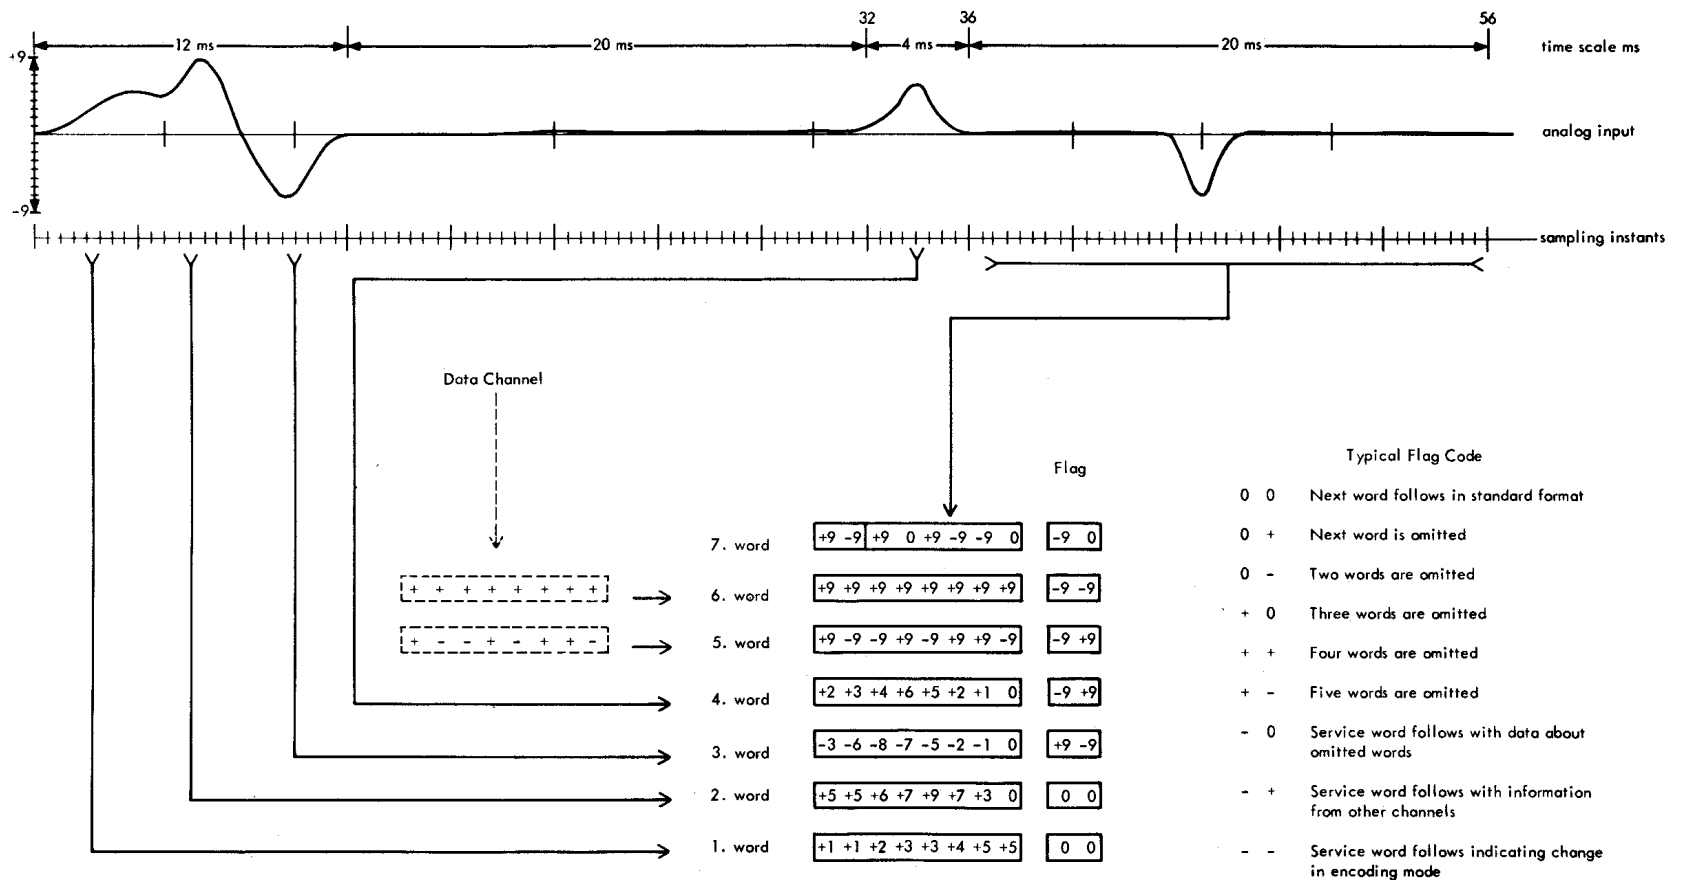 32 36 56
12 ms 20 ms 4 ms 20 ms time scale ms
+9
analog input
-9
sampling instants
Data Channel
Typical Flag Code
Flag
0 0 Next word follows in standard format
0 + Next word is omitted
0 - Two words are omitted
+ 0 Three words are omitted
+ + Four words are omitted
+ - Five words are omitted
- 0 Service word follows with data about
omitted words
- + Service word follows with information
from other channels
- - Service word follows indicating change
in encoding mode
7. word +9 -9 +9 0 +9 -9 -9 0 -9 0
+ + + + + + + + 6. word +9 +9 +9 +9 +9 +9 +9 +9 -9 -9
+ - - + - + + - 5. word +9 -9 -9 +9 -9 +9 +9 -9 -9 +9
4. word +2 +3 +4 +6 +5 +2 +1 0 -9 +9
3. word -3 -6 -8 -7 -5 -2 -1 0 +9 -9
2. word +5 +5 +6 +7 +9 +7 +3 0 0 0
1. word +1 +1 +2 +3 +3 +4 +5 +5 0 0